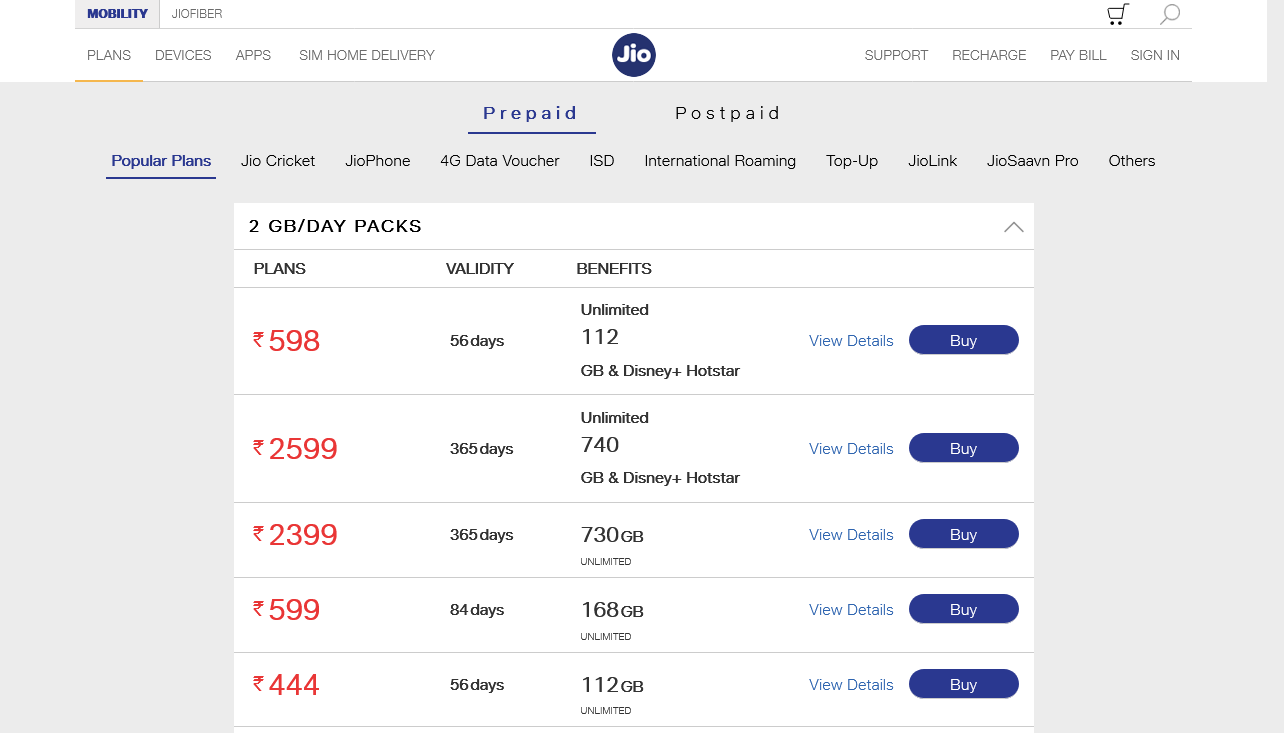 MOBILITY JIOFIBER
PLANS DEVICES APPS SIM HOME DELIVERY Jio SUPPORT RECHARGE PAY BILL SIGN IN
Prepaid Postpaid
Popular Plans Jio Cricket JioPhone 4G Data Voucher ISD International Roaming Top-Up JioLink JioSaavn Pro Others
2 GB/DAY PACKS
PLANS VALIDITY BENEFITS
Unlimited
₹ 598 56 days 112 View Details Buy
GB & Disney+ Hotstar
Unlimited
₹ 2599 365 days 740 View Details Buy
GB & Disney+ Hotstar
₹ 2399 365 days 730 GB View Details Buy
UNLIMITED
₹ 599 84 days 168 GB View Details Buy
UNLIMITED
₹ 444 56 days 112 GB View Details Buy
UNLIMITED